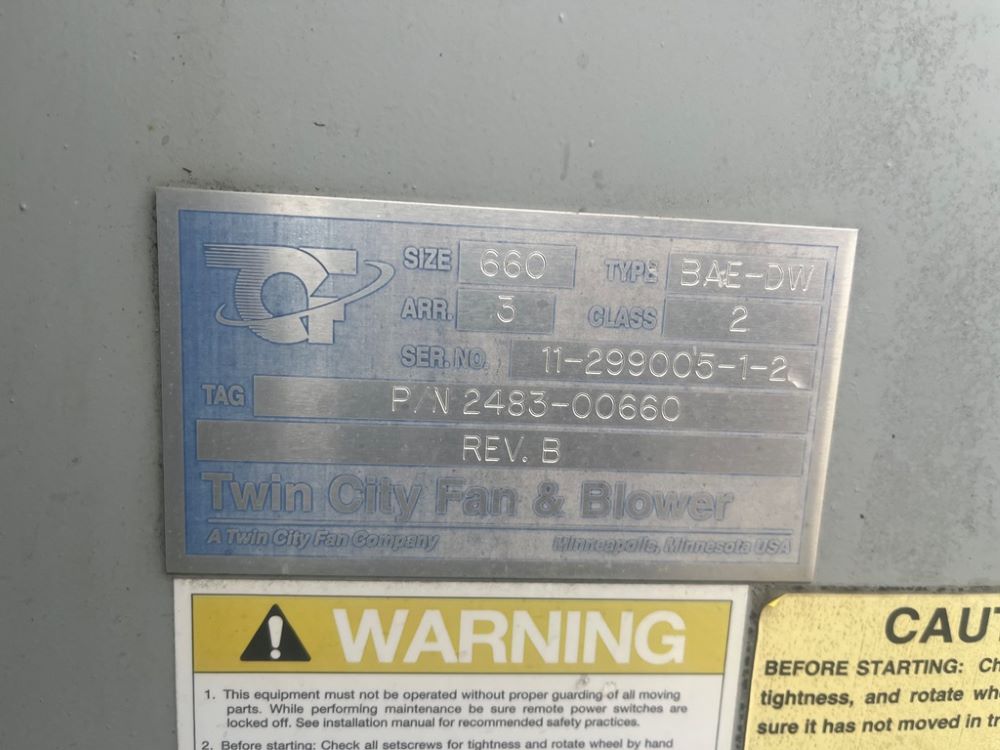 SIZE 660 TYPE BAE-DW
ARR. 3 CLASS 2
SER. NO. 11-299005-1-2
TAG P/N 2483-00660
REV. B
Twin City Fan & Blower
A Twin City Fan Company Minneapolis, Minnesota USA
WARNING
1. This equipment must not be operated without proper guarding of all moving
parts. While performing maintenance be sure remote power switches are
locked off. See installation manual for recommended safety practices.
2. Before starting: Check all setscrews for tightness and rotate wheel by hand
CAUT
BEFORE STARTING: Ch
tightness, and rotate wh
sure it has not moved in tr